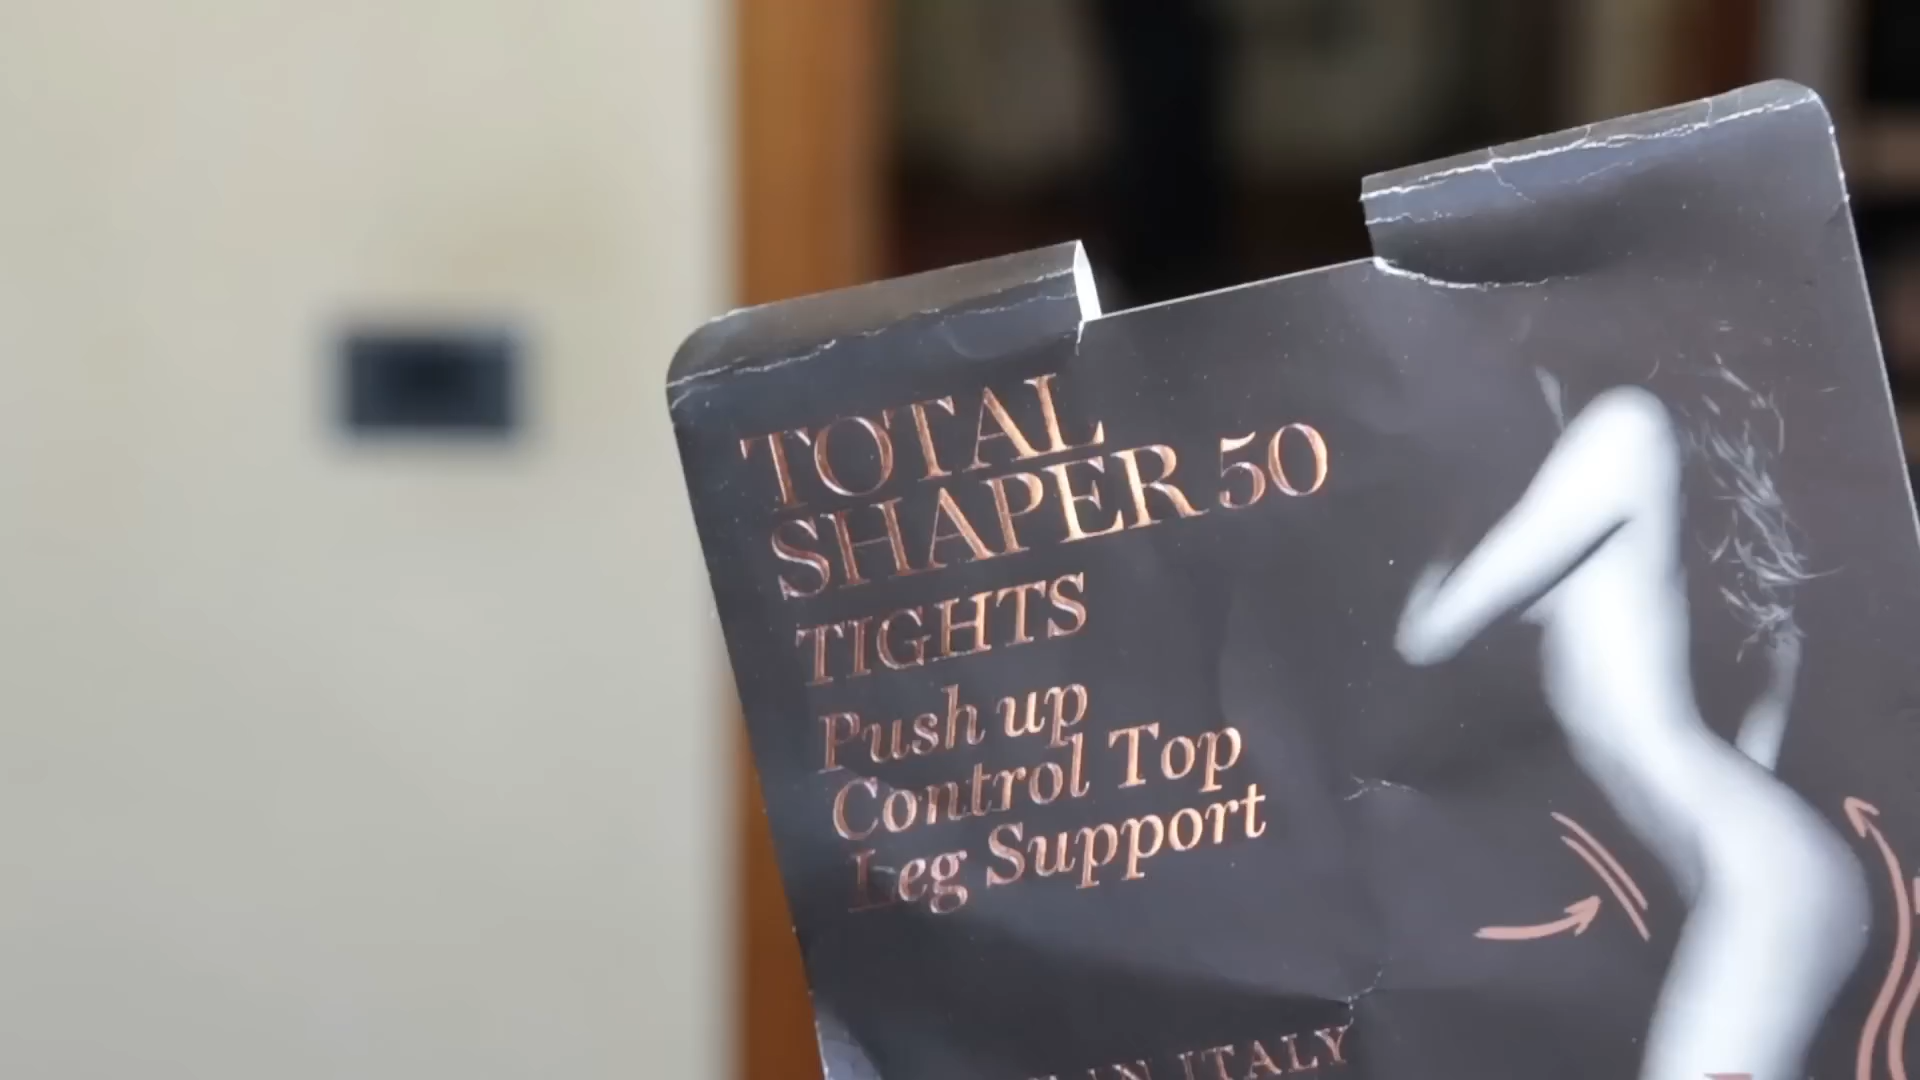 TOTAL
SHAPER 50
TIGHTS
Push up
Control Top
Leg Support
IN ITALY